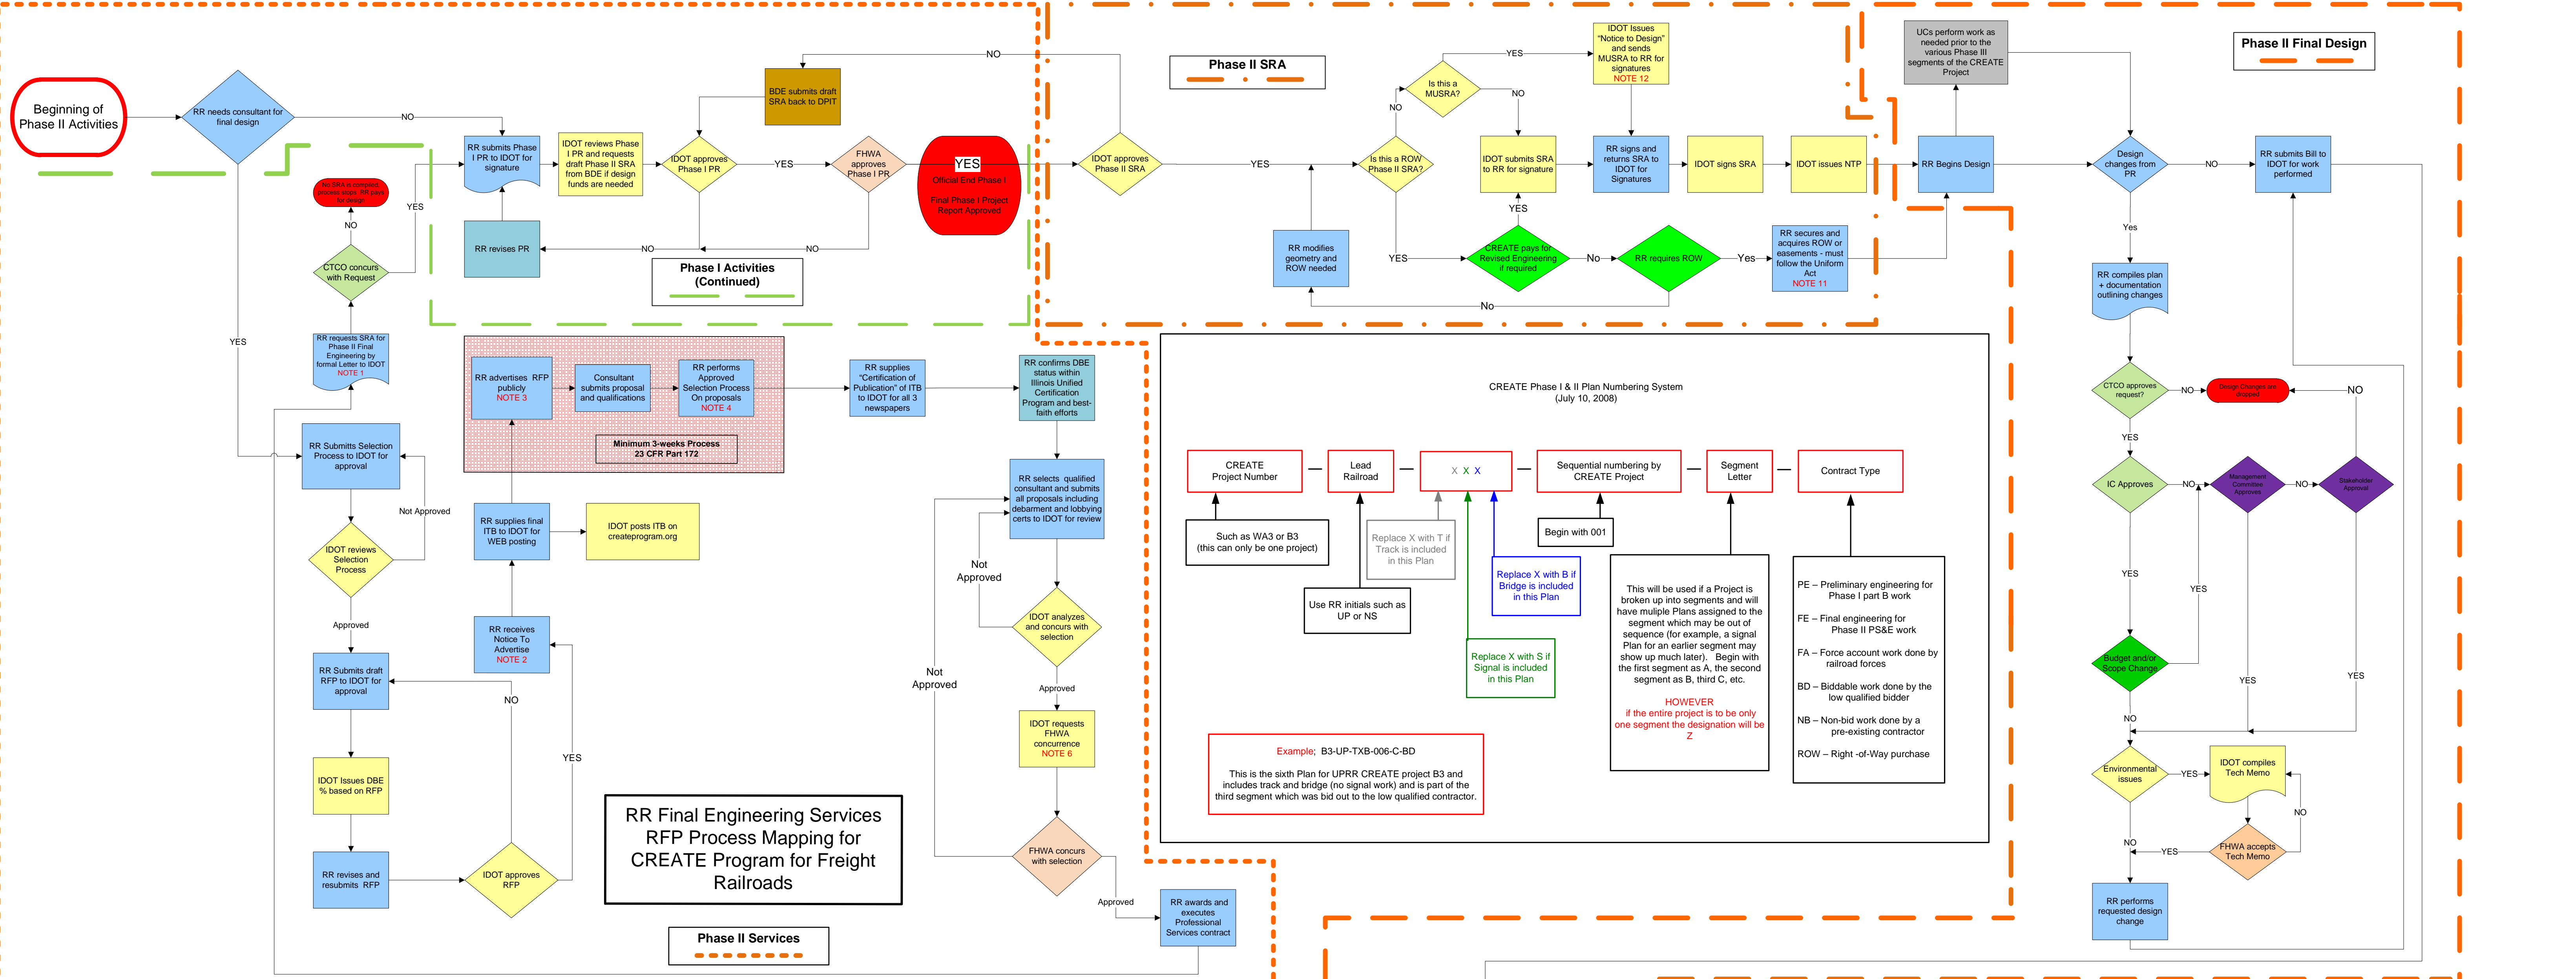 Beginning of
Phase II Activities
RR needs consultant for
final design
NO
YES
No SRA is compiled,
process stops RR pays
for design
NO
YES
CTCO concurs
with Request
RR requests SRA for
Phase II Final
Engineering by
formal Letter to IDOT
NOTE 1
RR submits Phase
I PR to IDOT for
signature
IDOT reviews Phase
I PR and requests
draft Phase II SRA
from BDE if design
funds are needed
IDOT approves
Phase I PR
YES
BDE submits draft
SRA back to DPIT
NO
FHWA
approves
Phase I PR
YES
Official End Phase I
Final Phase I Project
Report Approved
RR revises PR
NO
NO
Phase I Activities
(Continued)
Phase II SRA
IDOT approves
Phase II SRA
YES
Is this a ROW
Phase II SRA?
NO
YES
Is this a
MUSRA?
YES
NO
IDOT Issues
"Notice to Design"
and sends
MUSRA to RR for
signatures
NOTE 12
IDOT submits SRA
to RR for signature
RR signs and
returns SRA to
IDOT for
Signatures
IDOT signs SRA
IDOT issues NTP
YES
RR modifies
geometry and
ROW needed
CREATE pays for
Revised Engineering
if required
No
RR requires ROW
Yes
No
RR secures and
acquires ROW or
easements - must
follow the Uniform
Act
NOTE 11
Phase II Final Design
UCs perform work as
needed prior to the
various Phase III
segments of the CREATE
Project
RR Begins Design
Design
changes from
PR
NO
RR submits Bill to
IDOT for work
performed
Yes
RR compiles plan
+ documentation
outlining changes
CTCO approves
request?
NO
Design Changes are
dropped
NO
YES
IC Approves
NO
Management
Committee
Approves
NO
Stakeholder
Approval
YES
YES
YES
YES
Budget and/or
Scope Change
NO
Environmental
issues
YES
IDOT compiles
Tech Memo
NO
FHWA accepts
Tech Memo
YES
NO
RR performs
requested design
change
RR Submitts Selection
Process to IDOT for
approval
Not Approved
IDOT reviews
Selection
Process
Approved
RR Submits draft
RFP to IDOT for
approval
IDOT Issues DBE
% based on RFP
RR revises and
resubmits RFP
IDOT approves
RFP
NO
YES
RR receives
Notice To
Advertise
NOTE 2
RR supplies final
ITB to IDOT for
WEB posting
IDOT posts ITB on
createprogram.org
RR advertises RFP
publicly
NOTE 3
Consultant
submits proposal
and qualifications
RR performs
Approved
Selection Process
On proposals
NOTE 4
Minimum 3-weeks Process
23 CFR Part 172
RR supplies
"Certification of
Publication" of ITB
to IDOT for all 3
newspapers
RR confirms DBE
status within
Illinois Unified
Certification
Program and best-
faith efforts
RR selects qualified
consultant and submits
all proposals including
debarment and lobbying
certs to IDOT for review
Not
Approved
Not
Approved
IDOT analyzes
and concurs with
selection
Approved
IDOT requests
FHWA
concurrence
NOTE 6
FHWA concurs
with selection
Approved
RR awards and
executes
Professional
Services contract
RR Final Engineering Services
RFP Process Mapping for
CREATE Program for Freight
Railroads
Phase II Services
CREATE Phase I & II Plan Numbering System
(July 10, 2008)
CREATE
Project Number
—
Lead
Railroad
—
X X X
—
Sequential numbering by
CREATE Project
—
Segment
Letter
—
Contract Type
Such as WA3 or B3
(this can only be one project)
Use RR initials such as
UP or NS
Replace X with T if
Track is included
in this Plan
Replace X with S if
Signal is included
in this Plan
Replace X with B if
Bridge is included
in this Plan
Begin with 001
This will be used if a Project is
broken up into segments and will
have muliple Plans assigned to the
segment which may be out of
sequence (for example, a signal
Plan for an earlier segment may
show up much later). Begin with
the first segment as A, the second
segment as B, third C, etc.
HOWEVER
if the entire project is to be only
one segment the designation will be
Z
PE – Preliminary engineering for
Phase I part B work
FE – Final engineering for
Phase II PS&E work
FA – Force account work done by
railroad forces
BD – Biddable work done by the
low qualified bidder
NB – Non-bid work done by a
pre-existing contractor
ROW – Right -of-Way purchase
Example; B3-UP-TXB-006-C-BD
This is the sixth Plan for UPRR CREATE project B3 and
includes track and bridge (no signal work) and is part of the
third segment which was bid out to the low qualified contractor.